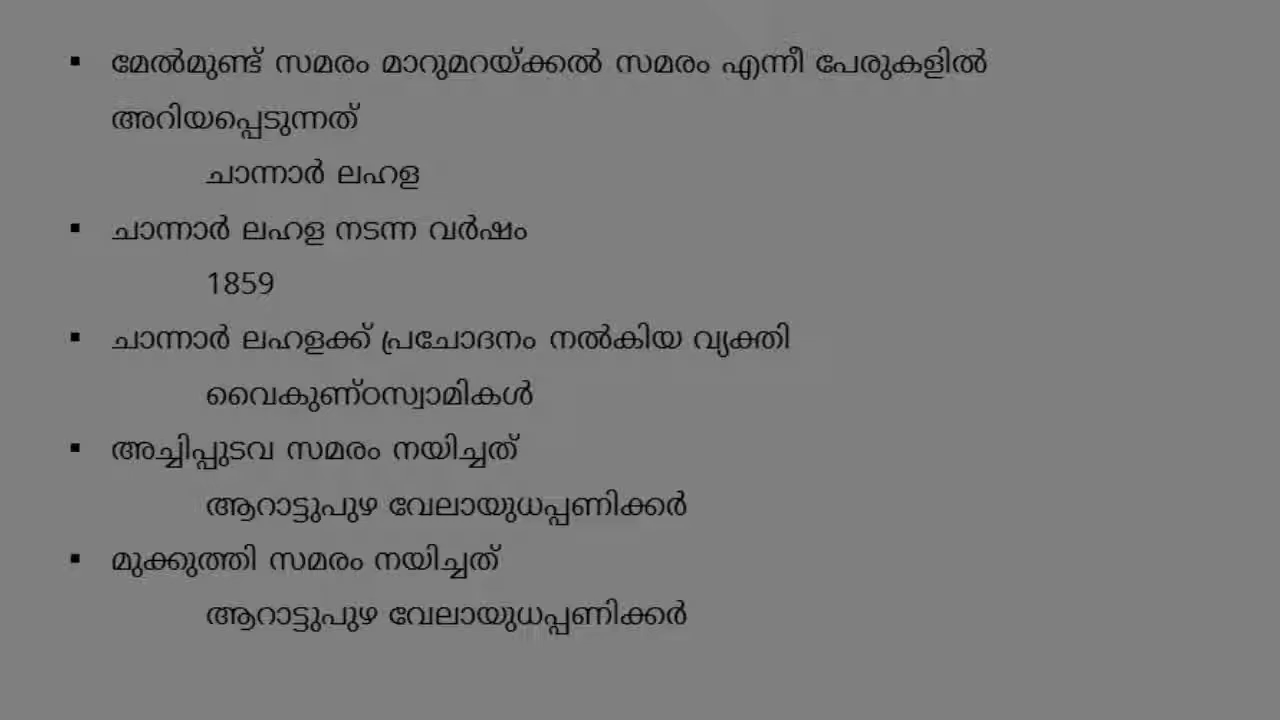 ▪ മേൽമുണ്ട് സമരം മാറുമറയ്ക്കൽ സമരം എന്നീ പേരുകളിൽ
അറിയപ്പെടുന്നത്
ചാന്നാർ ലഹള
▪ ചാന്നാർ ലഹള നടന്ന വർഷം
1859
▪ ചാന്നാർ ലഹളക്ക് പ്രചോദനം നൽകിയ വ്യക്തി
വൈകുണ്ഠസ്വാമികൾ
▪ അച്ചിപ്പുടവ സമരം നയിച്ചത്
ആറാട്ടുപുഴ വേലായുധപ്പണിക്കർ
▪ മുക്കുത്തി സമരം നയിച്ചത്
ആറാട്ടുപുഴ വേലായുധപ്പണിക്കർ